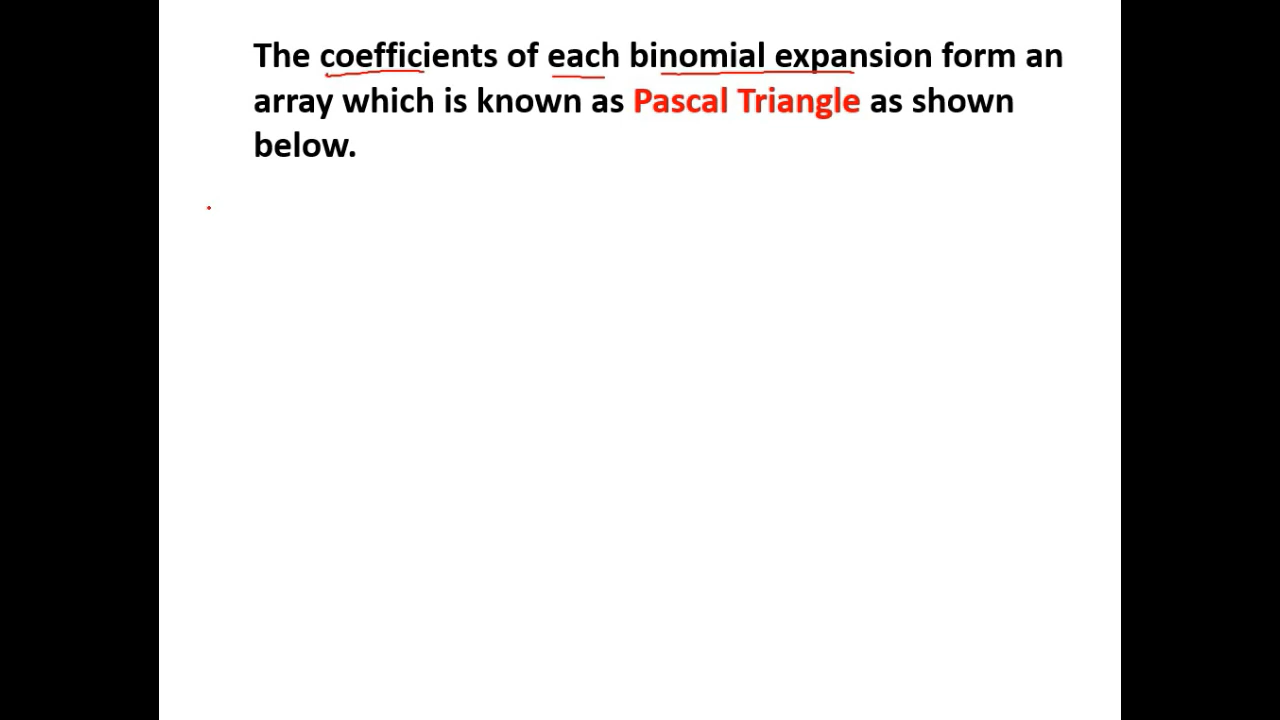 The coefficients of each binomial expansion form an
array which is known as Pascal Triangle as shown
below.